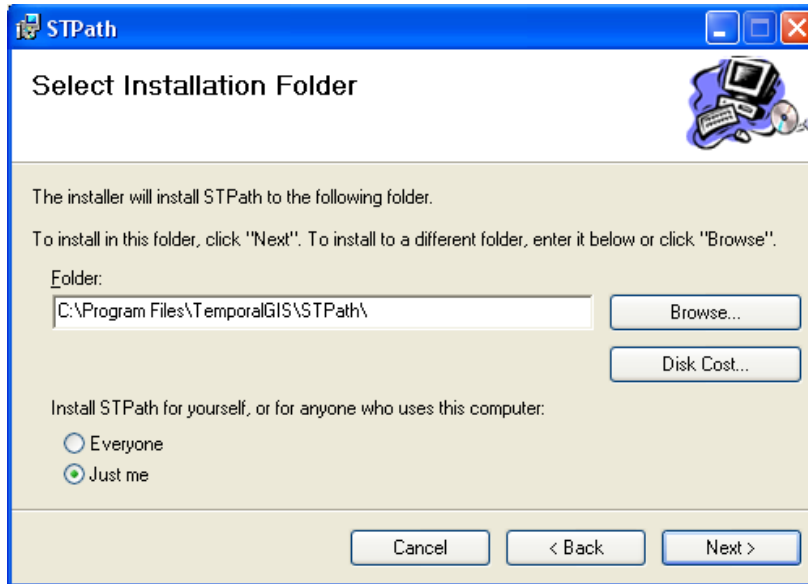 STPath
Select Installation Folder
The installer will install STPath to the following folder.
To install in this folder, click "Next". To install to a different folder, enter it below or click "Browse".
Folder:
C:\Program Files\TemporalGIS\STPath\
Browse...
Disk Cost...
Install STPath for yourself, or for anyone who uses this computer:
Everyone
Just me
Cancel
< Back
Next >